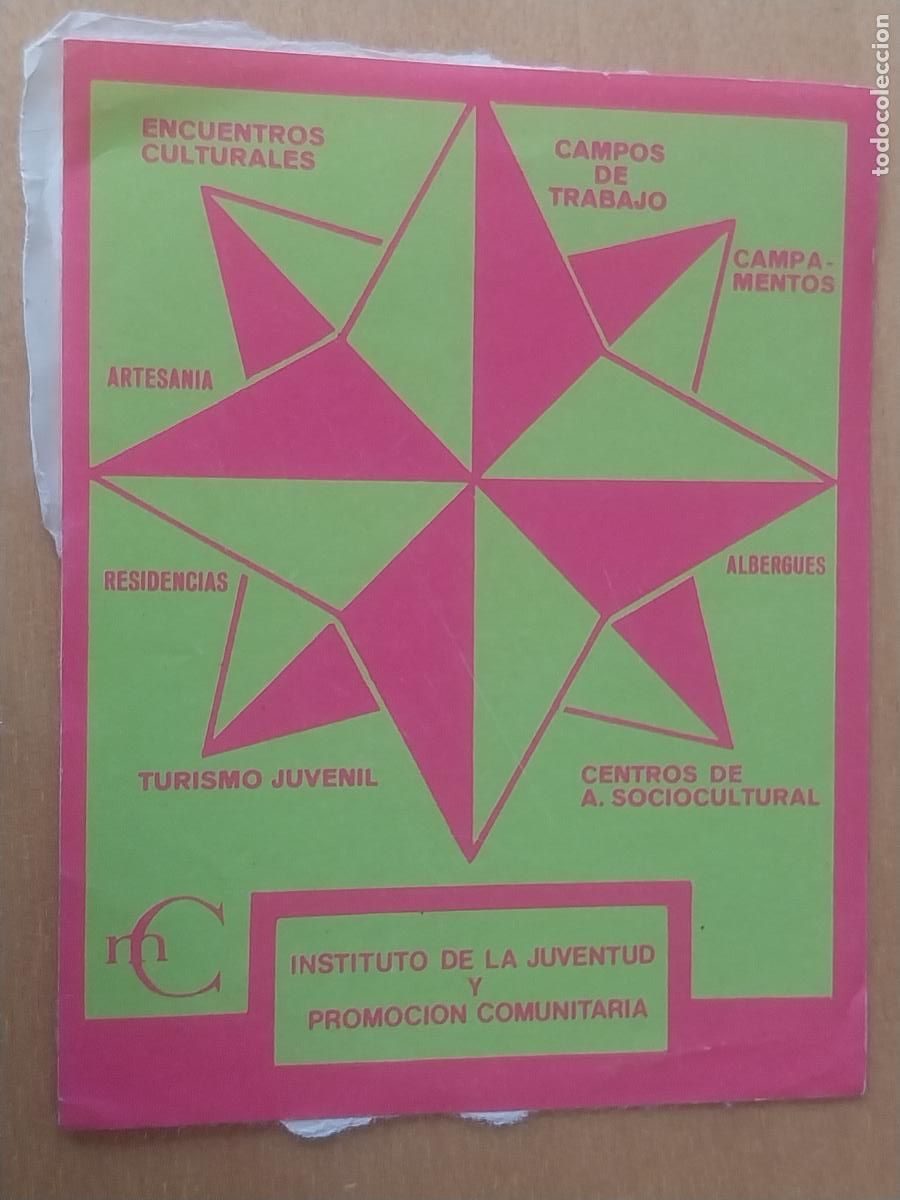 todocoleccion
ENCUENTROS
CULTURALES
CAMPOS
DE
TRABAJO
CAMPA-
MENTOS
ARTESANIA
RESIDENCIAS
ALBERGUES
TURISMO JUVENIL
CENTROS DE
A. SOCIOCULTURAL
mC
INSTITUTO DE LA JUVENTUD
Y
PROMOCION COMUNITARIA